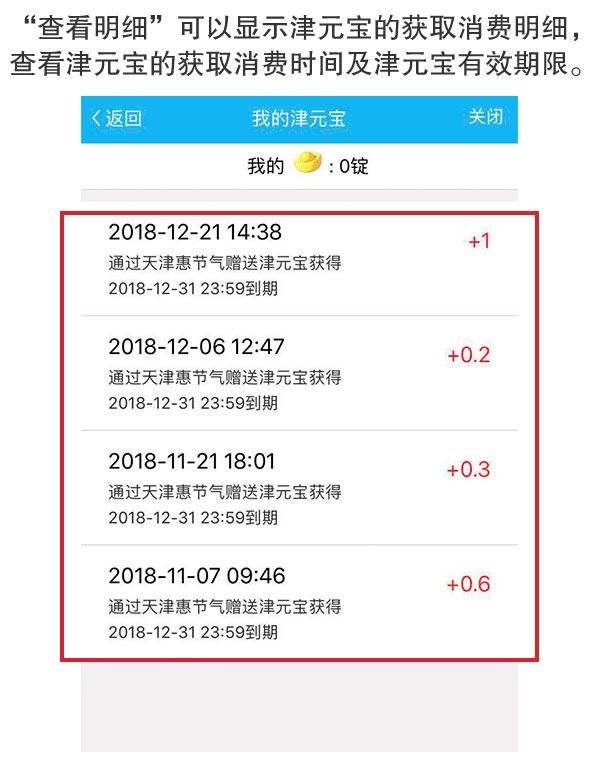 “查看明细”可以显示津元宝的获取消费明细，
查看津元宝的获取消费时间及津元宝有效期限。
返回 我的津元宝 关闭
我的 : 0锭
2018-12-21 14:38 +1
通过天津惠节气赠送津元宝获得
2018-12-31 23:59到期
2018-12-06 12:47 +0.2
通过天津惠节气赠送津元宝获得
2018-12-31 23:59到期
2018-11-21 18:01 +0.3
通过天津惠节气赠送津元宝获得
2018-12-31 23:59到期
2018-11-07 09:46 +0.6
通过天津惠节气赠送津元宝获得
2018-12-31 23:59到期